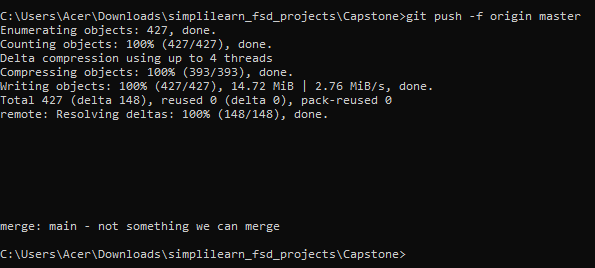 C:\Users\Acer\Downloads\simplilearn_fsd_projects\Capstone>git push -f origin master
Enumerating objects: 427, done.
Counting objects: 100% (427/427), done.
Delta compression using up to 4 threads
Compressing objects: 100% (393/393), done.
Writing objects: 100% (427/427), 14.72 MiB | 2.76 MiB/s, done.
Total 427 (delta 148), reused 0 (delta 0), pack-reused 0
remote: Resolving deltas: 100% (148/148), done.
merge: main - not something we can merge
C:\Users\Acer\Downloads\simplilearn_fsd_projects\Capstone>